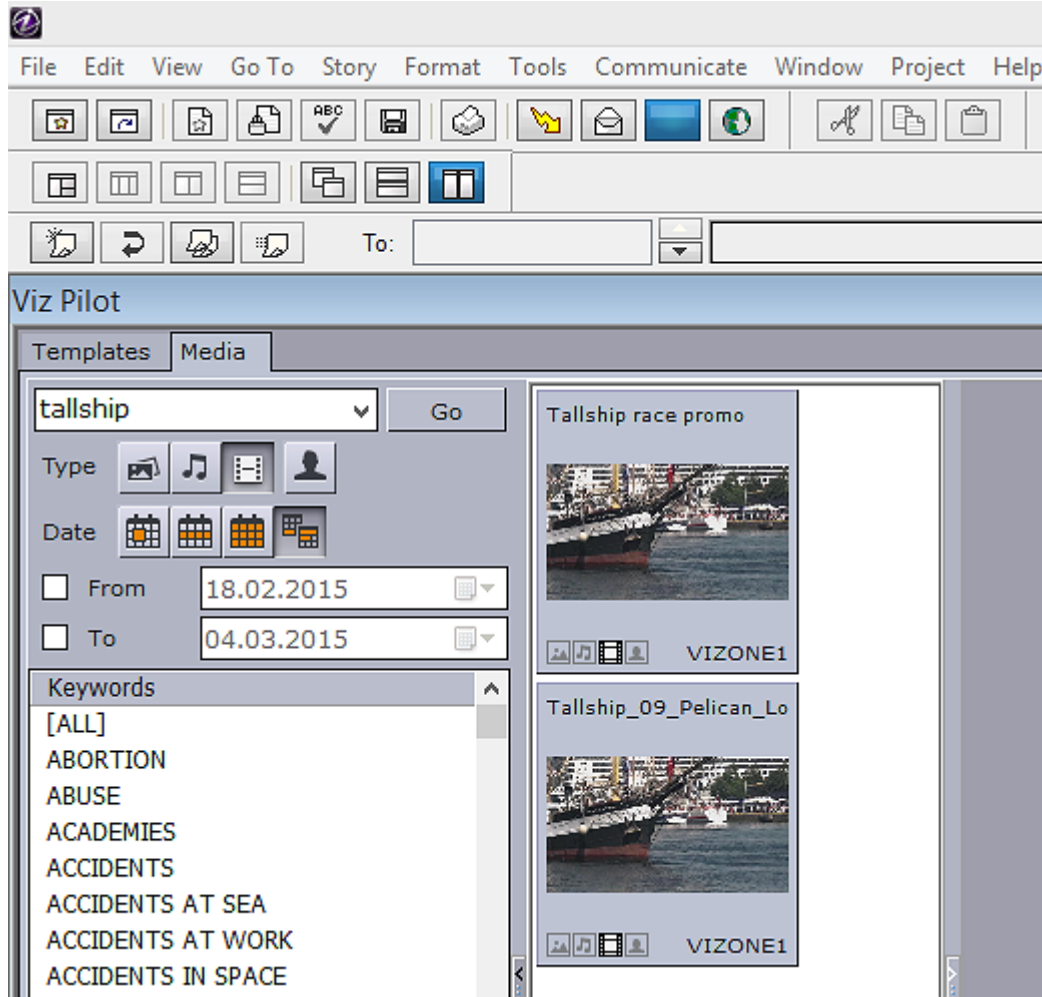 File Edit View Go To Story Format Tools Communicate Window Project Help
ABC
To:
Viz Pilot
Templates Media
tallship Go
Type
Date
From 18.02.2015
To 04.03.2015
Keywords
[ALL]
ABORTION
ABUSE
ACADEMIES
ACCIDENTS
ACCIDENTS AT SEA
ACCIDENTS AT WORK
ACCIDENTS IN SPACE
Tallship race promo
VIZONE1
Tallship_09_Pelican_Lo
VIZONE1